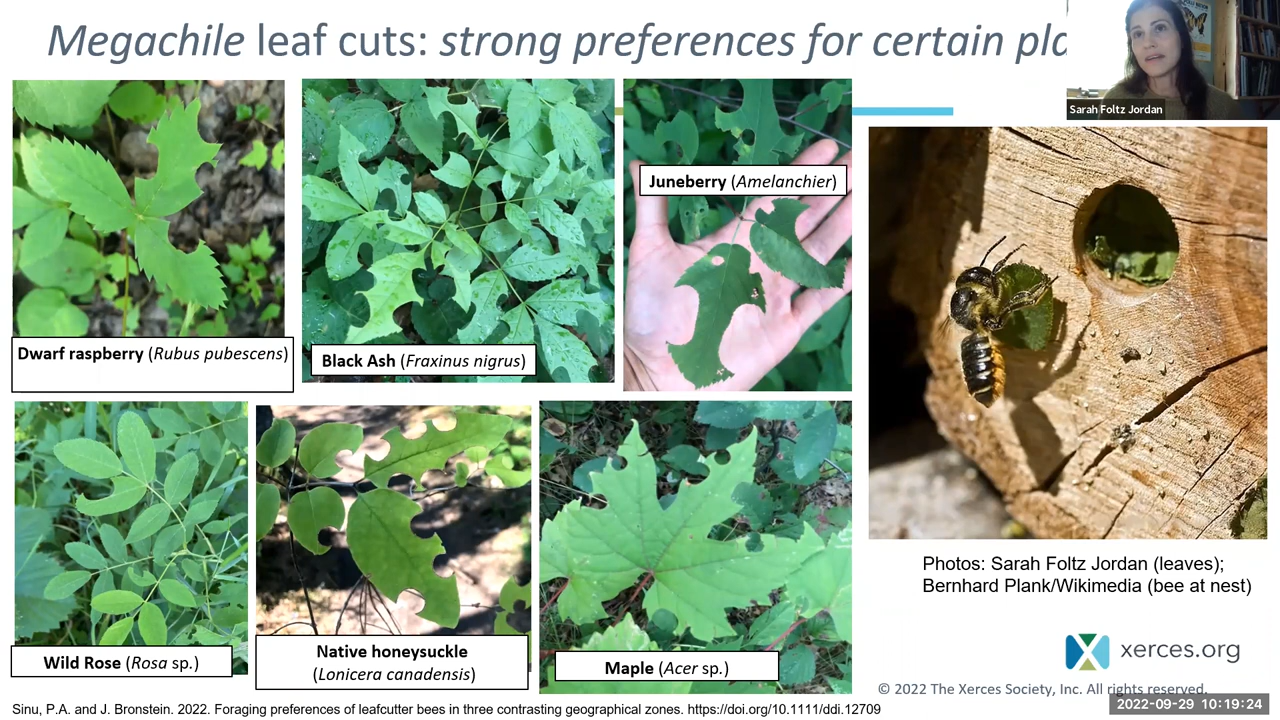 Megachile leaf cuts: strong preferences for certain pla
Sarah Foltz Jordan
Dwarf raspberry (Rubus pubescens)
Black Ash (Fraxinus nigrus)
Juneberry (Amelanchier)
Wild Rose (Rosa sp.)
Native honeysuckle
(Lonicera canadensis)
Maple (Acer sp.)
Photos: Sarah Foltz Jordan (leaves);
Bernhard Plank/Wikimedia (bee at nest)
xerces.org
© 2022 The Xerces Society, Inc. All rights reserved.
2022-09-29 10:19:24
Sinu, P.A. and J. Bronstein. 2022. Foraging preferences of leafcutter bees in three contrasting geographical zones. https://doi.org/10.1111/ddi.12709